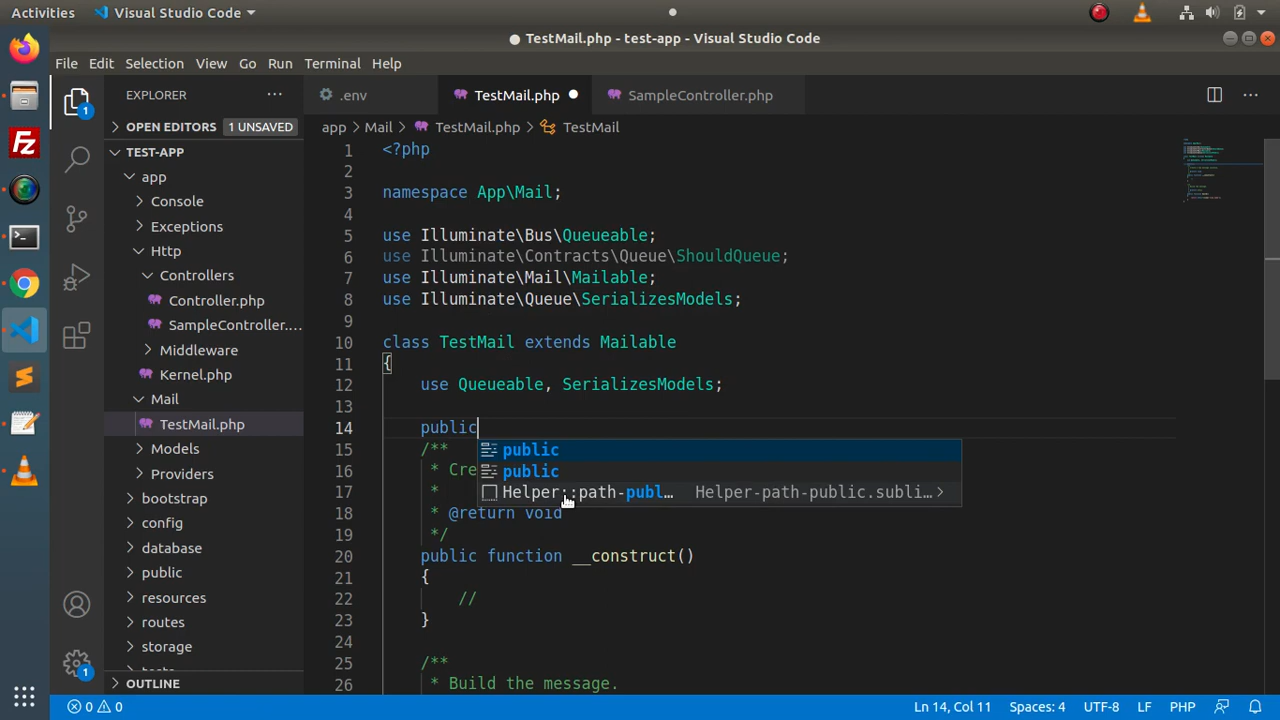 Activities
Visual Studio Code
TestMail.php - test-app - Visual Studio Code
File Edit Selection View Go Run Terminal Help
EXPLORER
.env
TestMail.php
SampleController.php
OPEN EDITORS 1 UNSAVED
app > Mail > TestMail.php > TestMail
TEST-APP
app
Console
Exceptions
Http
Controllers
Controller.php
SampleController....
Middleware
Kernel.php
Mail
TestMail.php
Models
Providers
bootstrap
config
database
public
resources
routes
storage
tests
OUTLINE
1 <?php
2
3 namespace App\Mail;
4
5 use Illuminate\Bus\Queueable;
6 use Illuminate\Contracts\Queue\ShouldQueue;
7 use Illuminate\Mail\Mailable;
8 use Illuminate\Queue\SerializesModels;
9
10 class TestMail extends Mailable
11 {
12 use Queueable, SerializesModels;
13
14 public
15 /**
public
16 * Cre
public
17 *
Helper::path-publ... Helper-path-public.subli...
18 * @return void
19 */
20 public function __construct()
21 {
22 //
23 }
24
25 /**
26 * Build the message.
1
1
0 0
Ln 14, Col 11 Spaces: 4 UTF-8 LF PHP